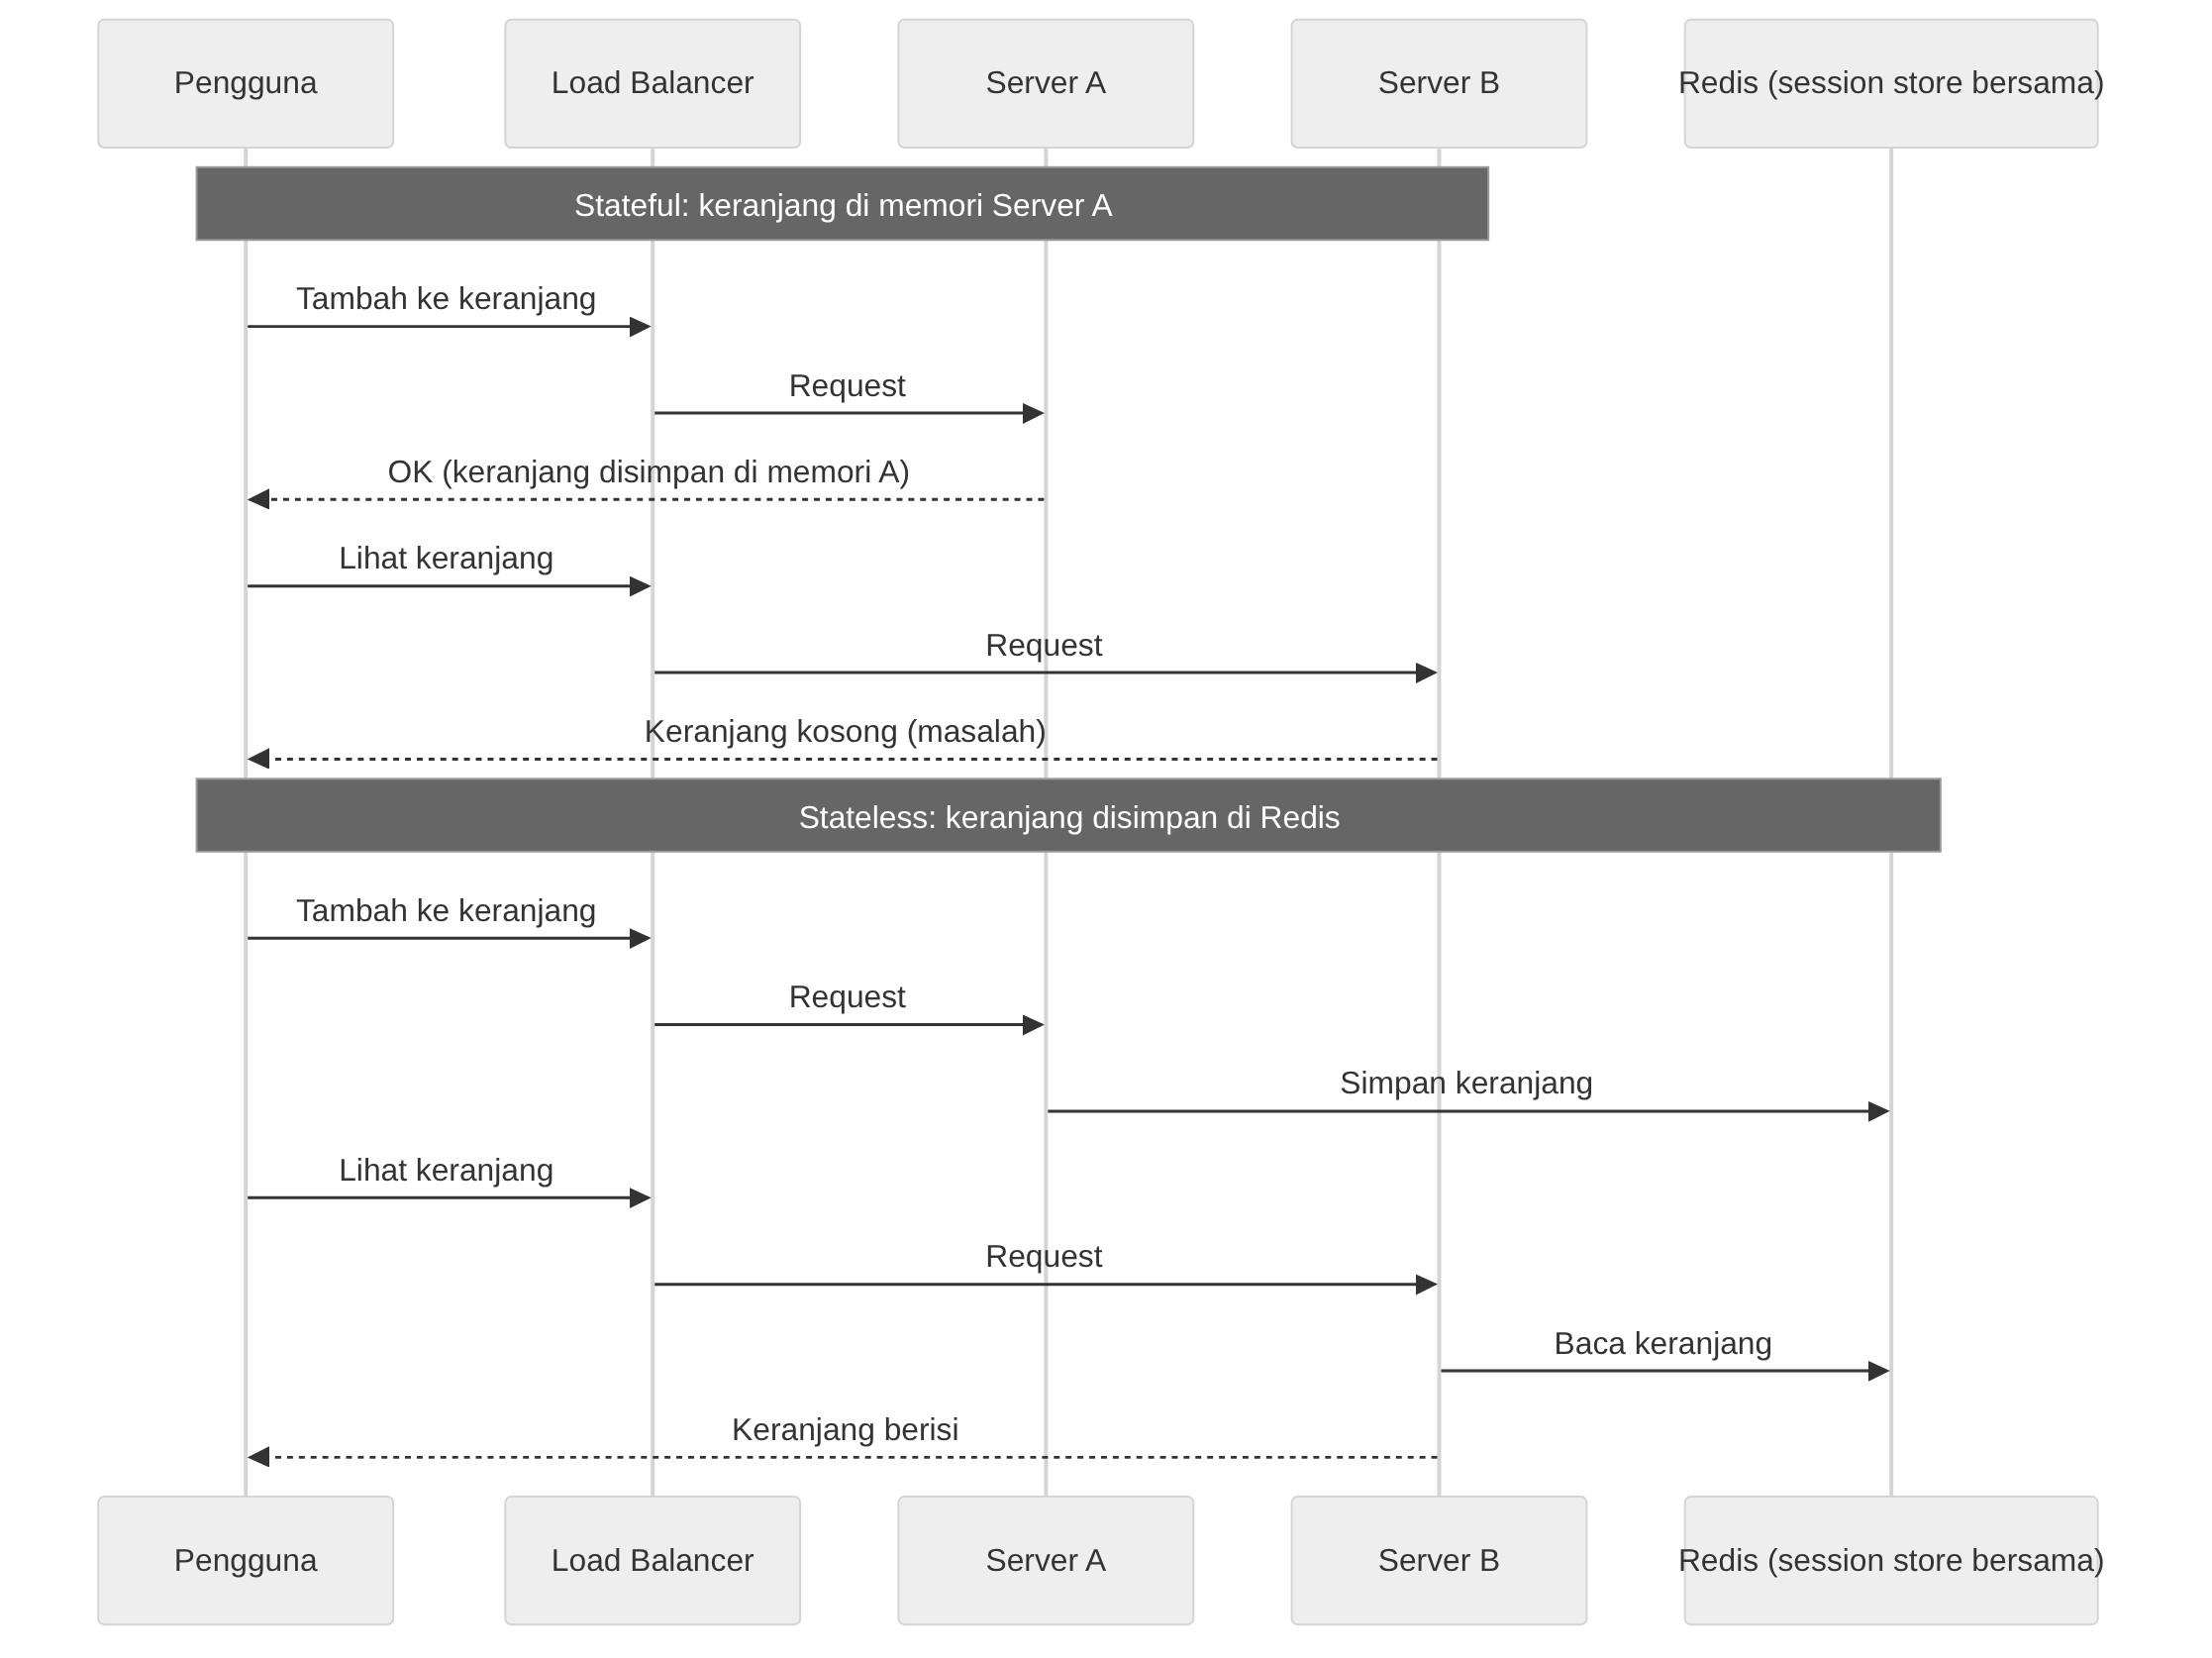 Pengguna
Load Balancer
Server A
Server B
Redis (session store bersama)
Stateful: keranjang di memori Server A
Tambah ke keranjang
Request
OK (keranjang disimpan di memori A)
Lihat keranjang
Request
Keranjang kosong (masalah)
Stateless: keranjang disimpan di Redis
Tambah ke keranjang
Request
Simpan keranjang
Lihat keranjang
Request
Baca keranjang
Keranjang berisi
Pengguna
Load Balancer
Server A
Server B
Redis (session store bersama)